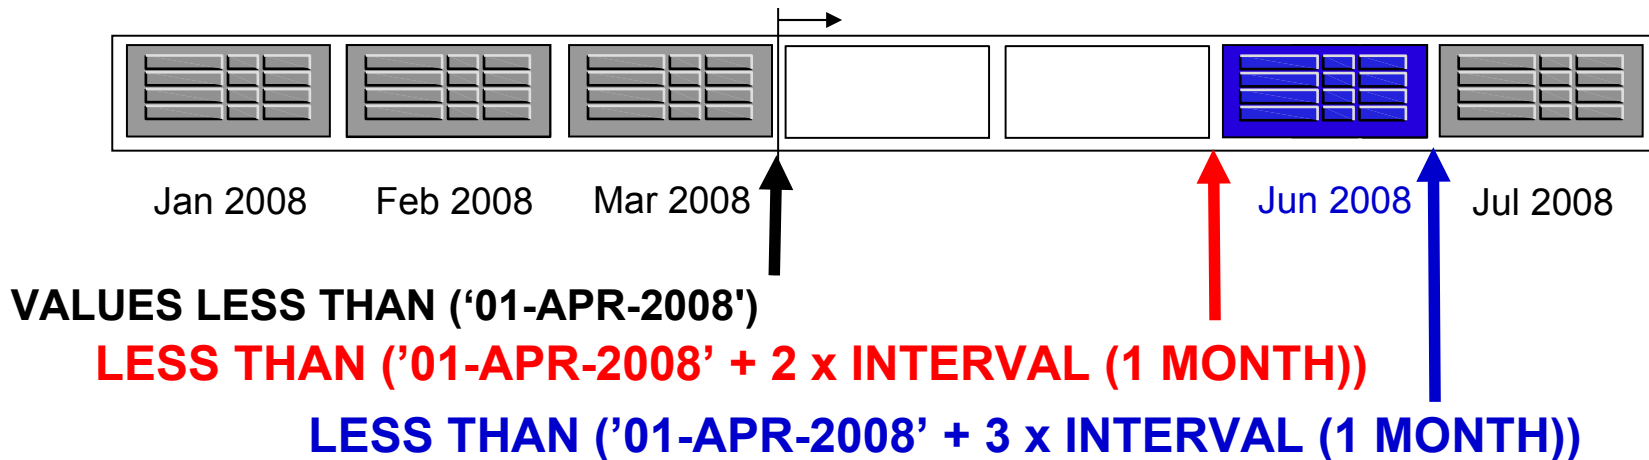 Jan 2008 Feb 2008 Mar 2008 Jun 2008 Jul 2008
VALUES LESS THAN (‘01-APR-2008')
LESS THAN (’01-APR-2008’ + 2 x INTERVAL (1 MONTH))
LESS THAN (’01-APR-2008’ + 3 x INTERVAL (1 MONTH))